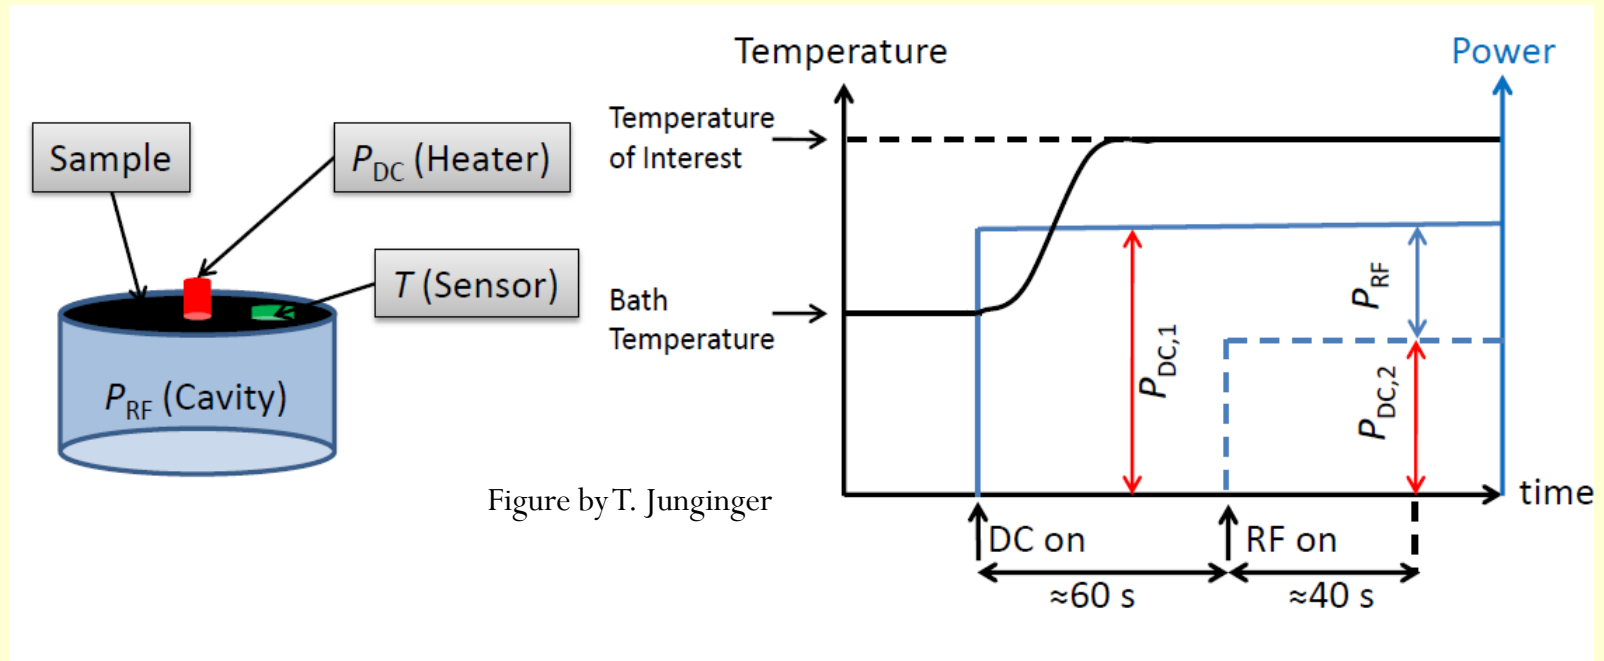 Sample
P_DC (Heater)
T (Sensor)
P_RF (Cavity)
Figure by T. Junginger
Temperature
Power
Temperature
of Interest
Bath
Temperature
P_DC,1
P_RF
P_DC,2
time
DC on
RF on
≈60 s
≈40 s